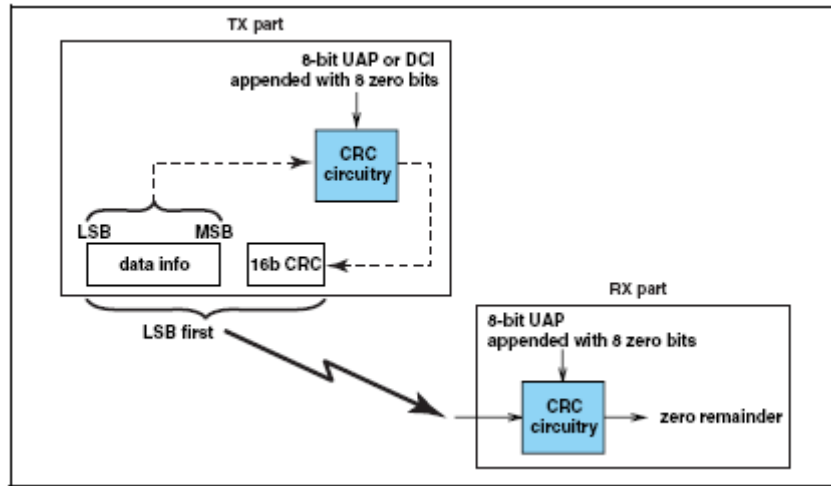 TX part
8-bit UAP or DCI
appended with 8 zero bits
CRC
circuitry
LSB
MSB
data info
16b CRC
LSB first
RX part
8-bit UAP
appended with 8 zero bits
CRC
circuitry
zero remainder